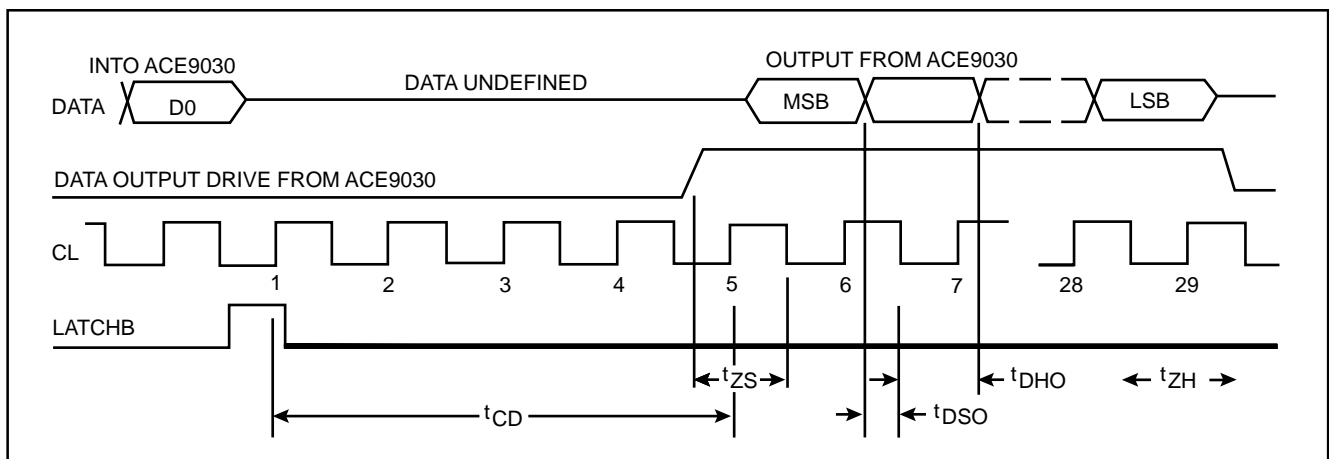 INTO ACE9030
OUTPUT FROM ACE9030
DATA
D0
DATA UNDEFINED
MSB
LSB
DATA OUTPUT DRIVE FROM ACE9030
CL
1 2 3 4 5 6 7 28 29
LATCHB
tZS
tDHO
tZH
tCD
tDSO